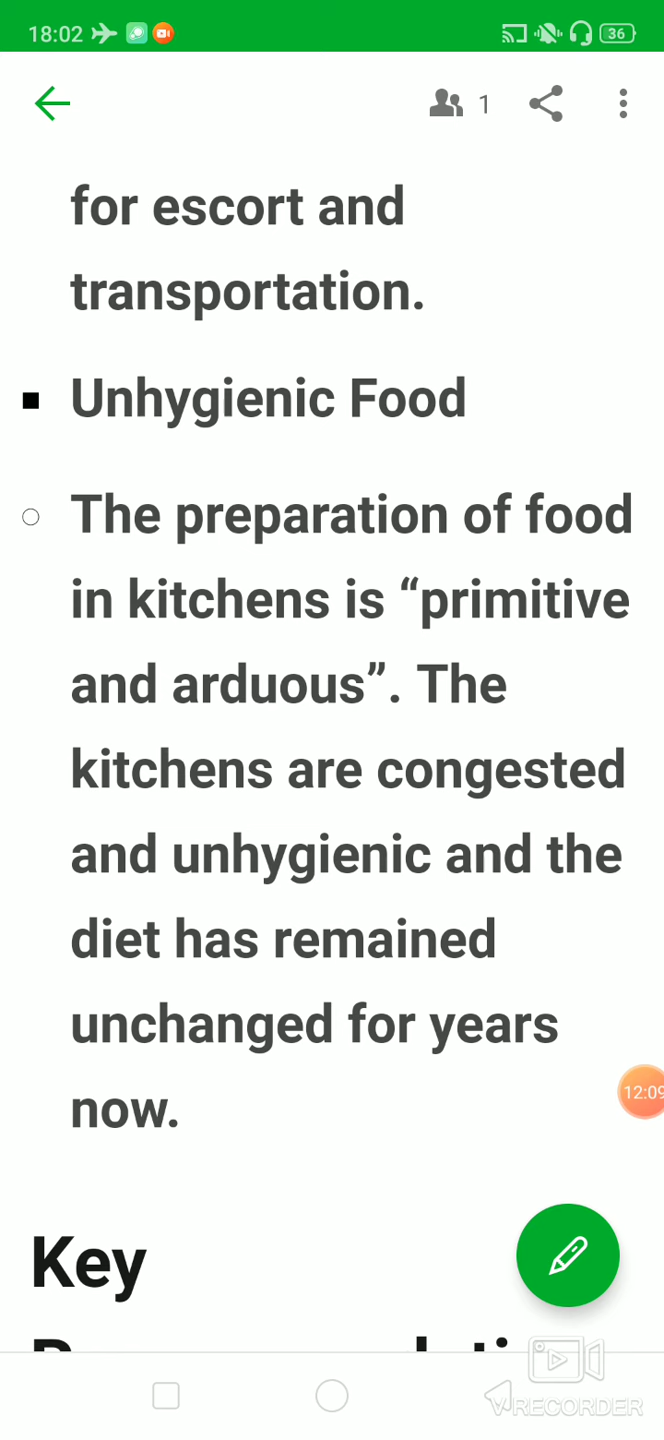 18:02
36
1
for escort and
transportation.
Unhygienic Food
The preparation of food
in kitchens is “primitive
and arduous”. The
kitchens are congested
and unhygienic and the
diet has remained
unchanged for years
now.
12:09
Key
RECORDER